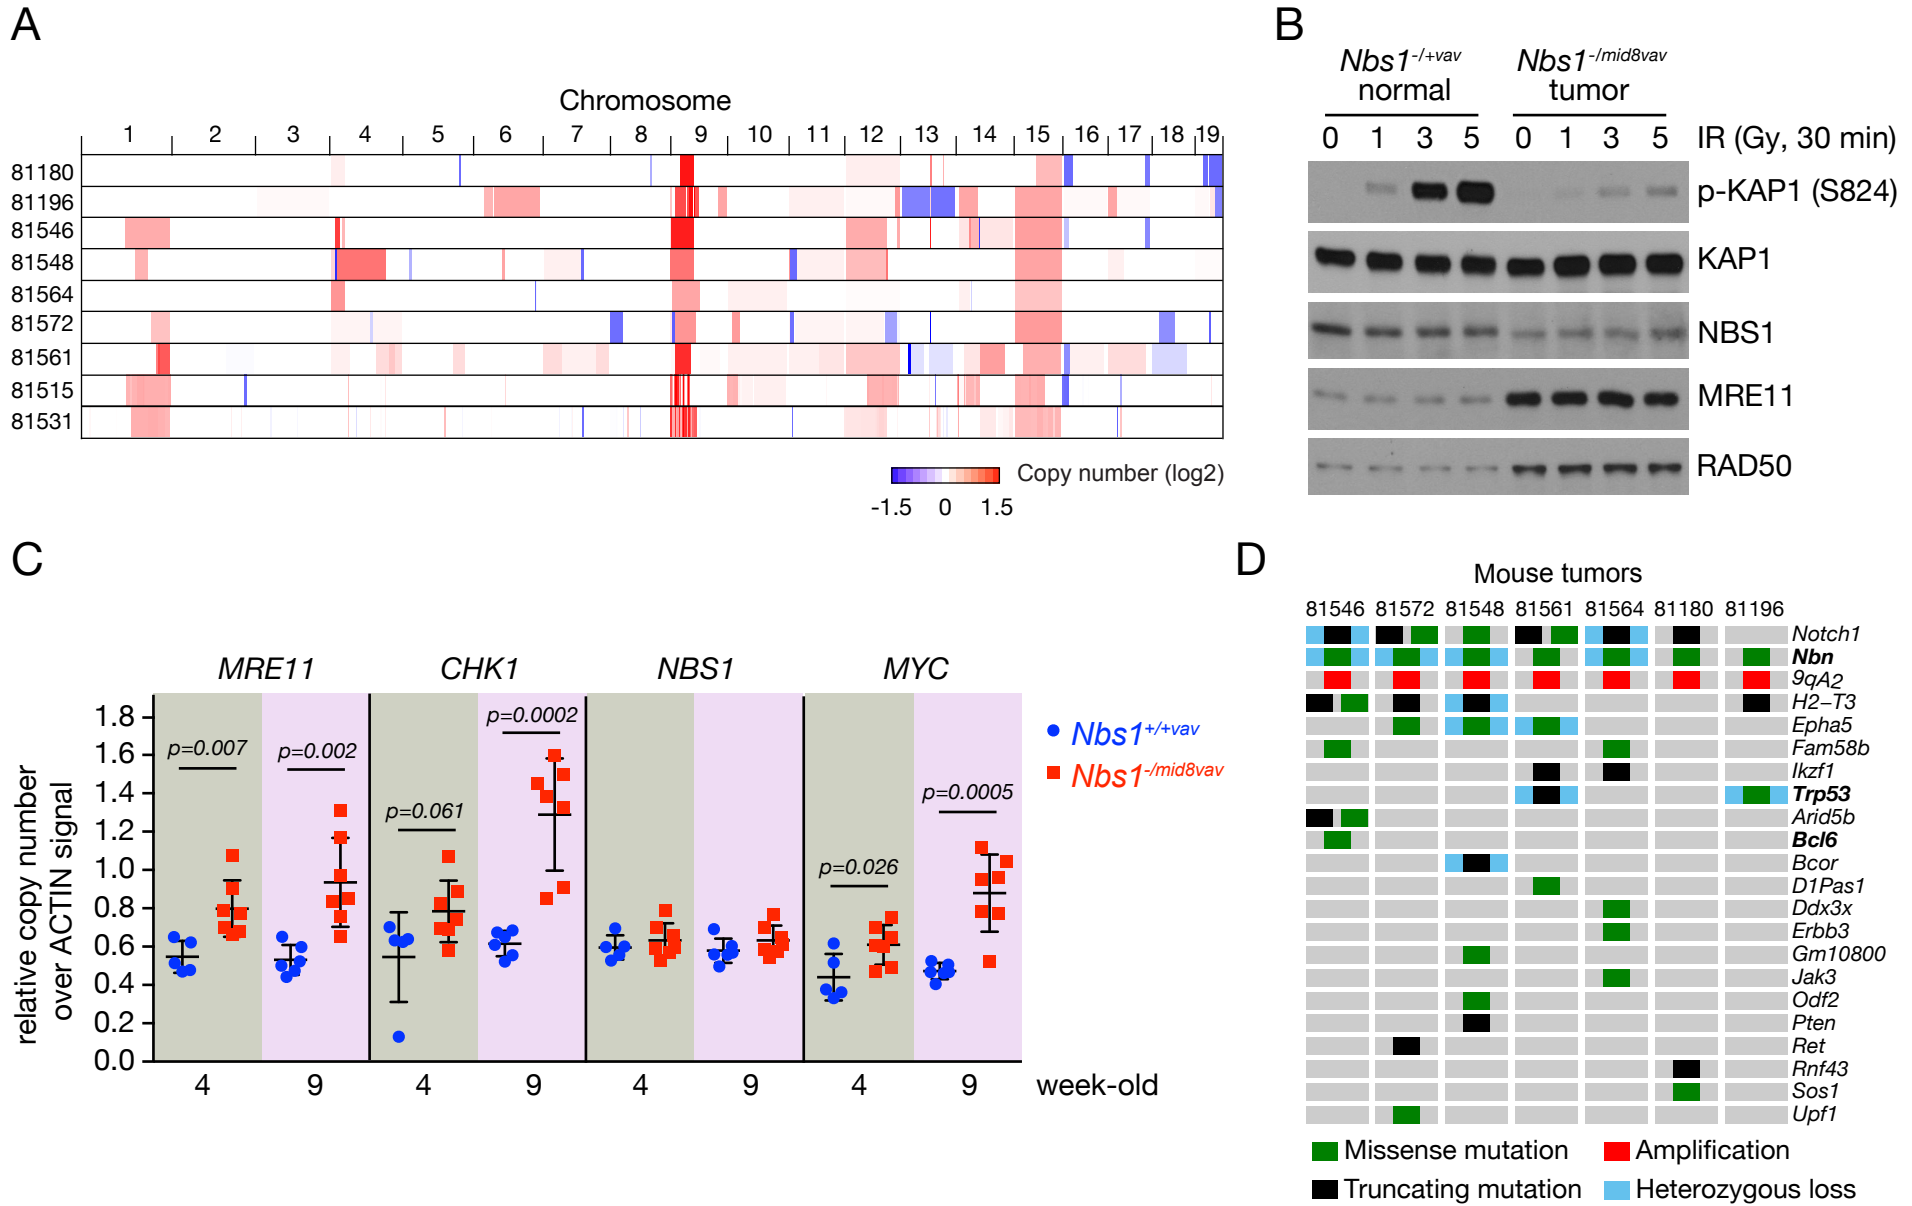 A
Chromosome
1 2 3 4 5 6 7 8 9 10 11 12 13 14 15 16 17 18 19
81180
81196
81546
81548
81564
81572
81561
81515
81531
Copy number (log2)
-1.5 0 1.5
B
Nbs1-/+vav Nbs1-/mid8vav
normal tumor
0 1 3 5 0 1 3 5 IR (Gy, 30 min)
p-KAP1 (S824)
KAP1
NBS1
MRE11
RAD50
C
MRE11 CHK1 NBS1 MYC
relative copy number
over ACTIN signal
1.8
1.6
1.4
1.2
1.0
0.8
0.6
0.4
0.2
0.0
p=0.007
p=0.002
p=0.061
p=0.0002
p=0.026
p=0.0005
4 9 4 9 4 9 4 9 week-old
Nbs1+/+vav
Nbs1-/mid8vav
D
Mouse tumors
81546 81572 81548 81561 81564 81180 81196
Notch1
Nbn
9qA2
H2-T3
Epha5
Fam58b
Ikzf1
Trp53
Arid5b
Bcl6
Bcor
D1Pas1
Ddx3x
Erbb3
Gm10800
Jak3
Odf2
Pten
Ret
Rnf43
Sos1
Upf1
Missense mutation Amplification
Truncating mutation Heterozygous loss